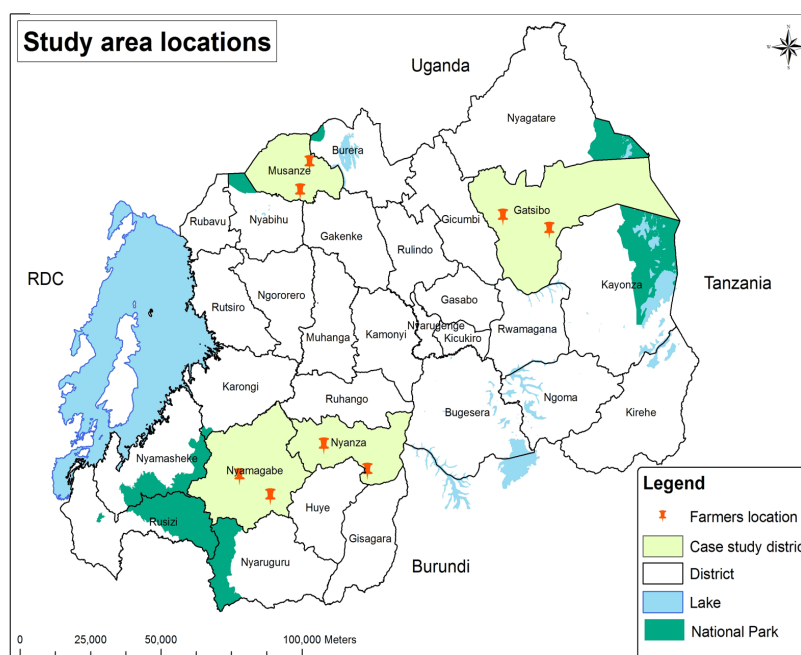 Study area locations
Uganda
Nyagatare
Burera
Musanze
Gatsibo
Rubavu
Nyabihu
Gakenke
Gicumbi
Rulindo
RDC
Tanzania
Kayonza
Rutsiro
Ngororero
Gasabo
Muhanga
Kamonyi
Nyarugenge
Kicukiro
Rwamagana
Karongi
Ruhango
Bugesera
Ngoma
Kirehe
Nyanza
Nyamasheke
Nyamagabe
Rusizi
Huye
Gisagara
Nyaruguru
Burundi
Legend
Farmers location
Case study distric
District
Lake
National Park
0 25,000 50,000 100,000 Meters